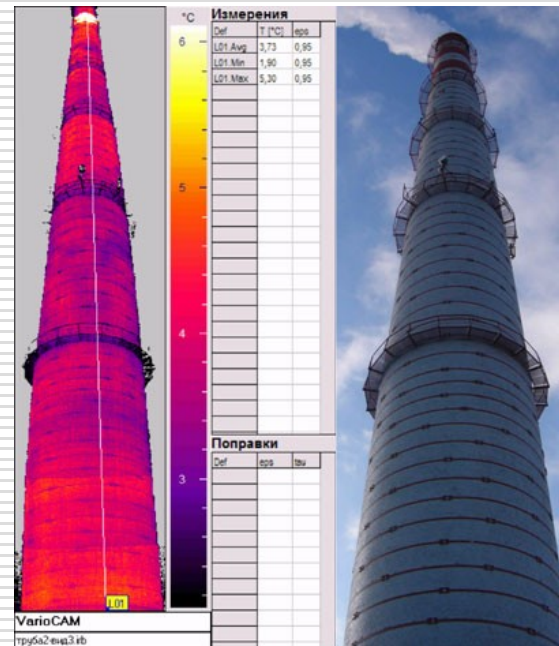 °C
6
5
4
3
L01
VarioCAM
труба2-вид3.irb
Измерения
Def T [°C] eps
L01.Avg 3,73 0,95
L01.Min 1,90 0,95
L01.Max 5,30 0,95
Поправки
Def eps tau